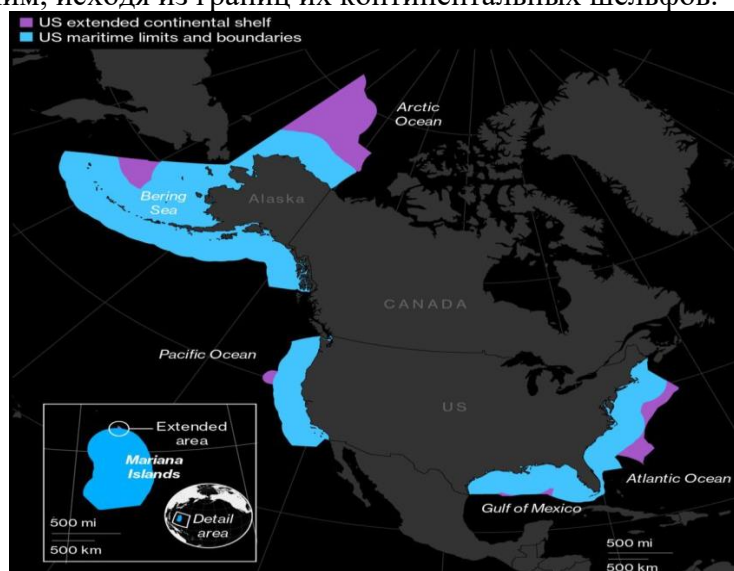 ким, исходя из границ их континентальных шельфов.
US extended continental shelf
US maritime limits and boundaries
Arctic
Ocean
Bering
Sea
Alaska
CANADA
Pacific Ocean
US
Extended
area
Mariana
Islands
Detail
area
500 mi
500 km
Gulf of Mexico
Atlantic Ocean
500 mi
500 km